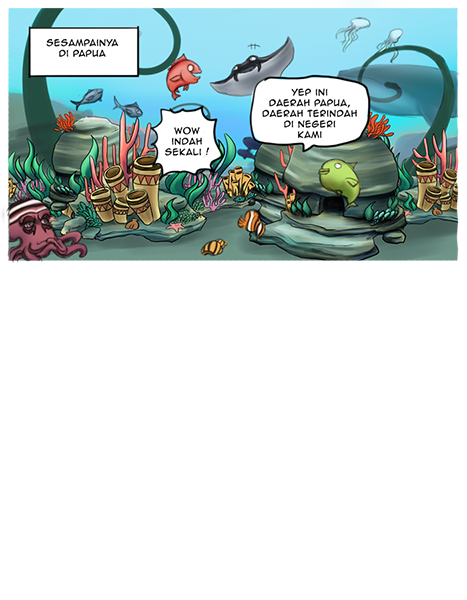 SESAMPAINYA
DI PAPUA
WOW
INDAH
SEKALI !
YEP INI
DAERAH PAPUA,
DAERAH TERINDAH
DI NEGERI
KAMI